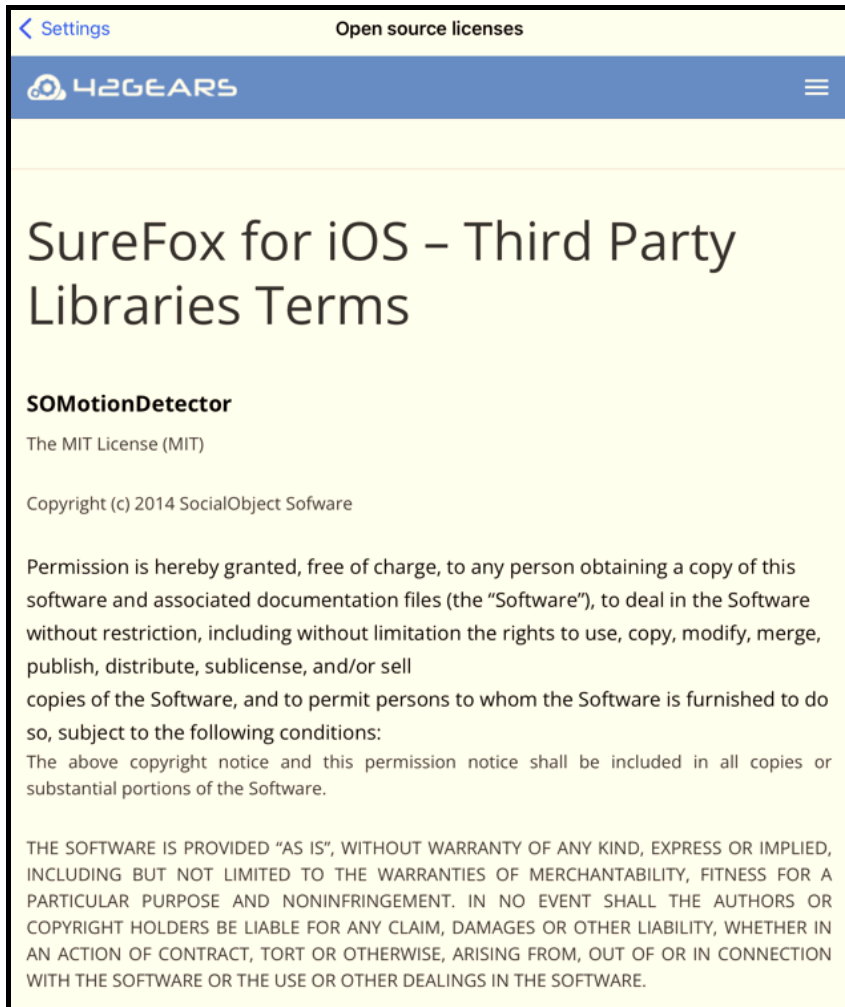 Settings
Open source licenses
42GEARS
SureFox for iOS – Third Party
Libraries Terms
SOMotionDetector
The MIT License (MIT)
Copyright (c) 2014 SocialObject Sofware
Permission is hereby granted, free of charge, to any person obtaining a copy of this
software and associated documentation files (the “Software”), to deal in the Software
without restriction, including without limitation the rights to use, copy, modify, merge,
publish, distribute, sublicense, and/or sell
copies of the Software, and to permit persons to whom the Software is furnished to do
so, subject to the following conditions:
The above copyright notice and this permission notice shall be included in all copies or
substantial portions of the Software.
THE SOFTWARE IS PROVIDED “AS IS”, WITHOUT WARRANTY OF ANY KIND, EXPRESS OR IMPLIED,
INCLUDING BUT NOT LIMITED TO THE WARRANTIES OF MERCHANTABILITY, FITNESS FOR A
PARTICULAR PURPOSE AND NONINFRINGEMENT. IN NO EVENT SHALL THE AUTHORS OR
COPYRIGHT HOLDERS BE LIABLE FOR ANY CLAIM, DAMAGES OR OTHER LIABILITY, WHETHER IN
AN ACTION OF CONTRACT, TORT OR OTHERWISE, ARISING FROM, OUT OF OR IN CONNECTION
WITH THE SOFTWARE OR THE USE OR OTHER DEALINGS IN THE SOFTWARE.